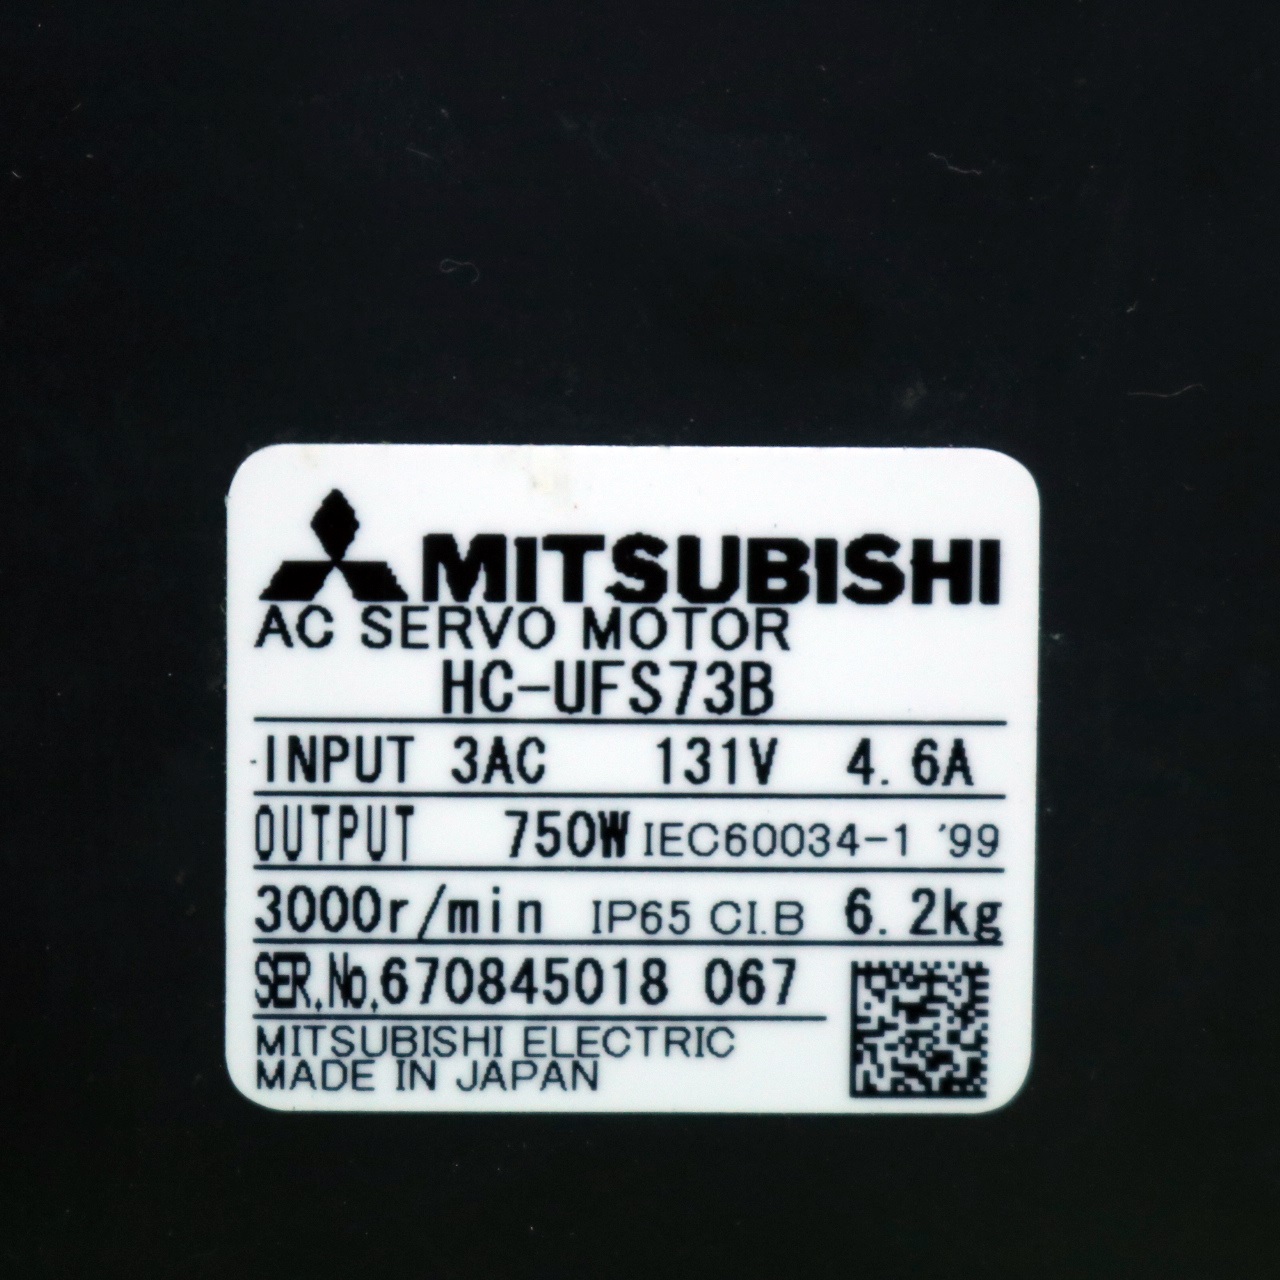 MITSUBISHI
AC SERVO MOTOR
HC-UFS73B
INPUT 3AC 131V 4.6A
OUTPUT 750W IEC60034-1 '99
3000r/min IP65 CI.B 6.2kg
SER.No.670845018 067
MITSUBISHI ELECTRIC
MADE IN JAPAN